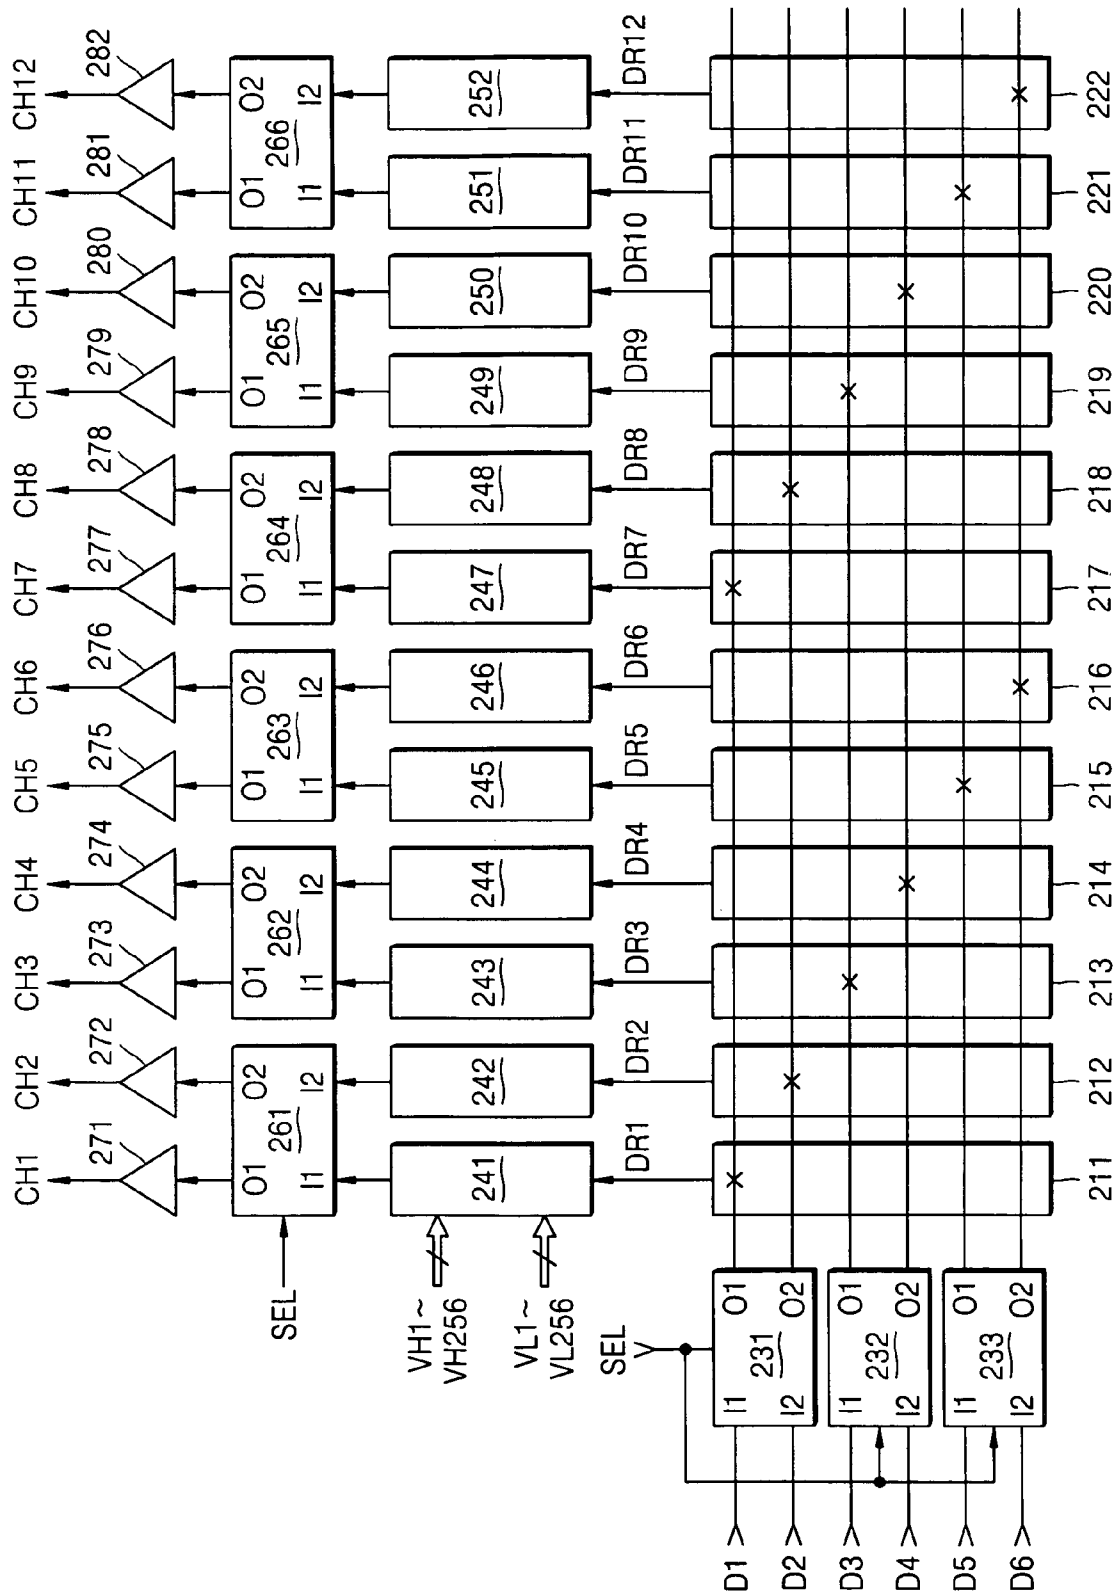 CH1 CH2 CH3 CH4 CH5 CH6 CH7 CH8 CH9 CH10 CH11 CH12
271 272 273 274 275 276 277 278 279 280 281 282
O1 O2 O1 O2 O1 O2 O1 O2 O1 O2 O1 O2
SEL 261 262 263 264 265 266
I1 I2 I1 I2 I1 I2 I1 I2 I1 I2 I1 I2
VH1~
VH256
VL1~
VL256
241 242 243 244 245 246 247 248 249 250 251 252
SEL
DR1 DR2 DR3 DR4 DR5 DR6 DR7 DR8 DR9 DR10 DR11 DR12
D1 I1 O1
231
D2 I2 O2
D3 I1 O1
232
D4 I2 O2
D5 I1 O1
233
D6 I2 O2
211 212 213 214 215 216 217 218 219 220 221 222